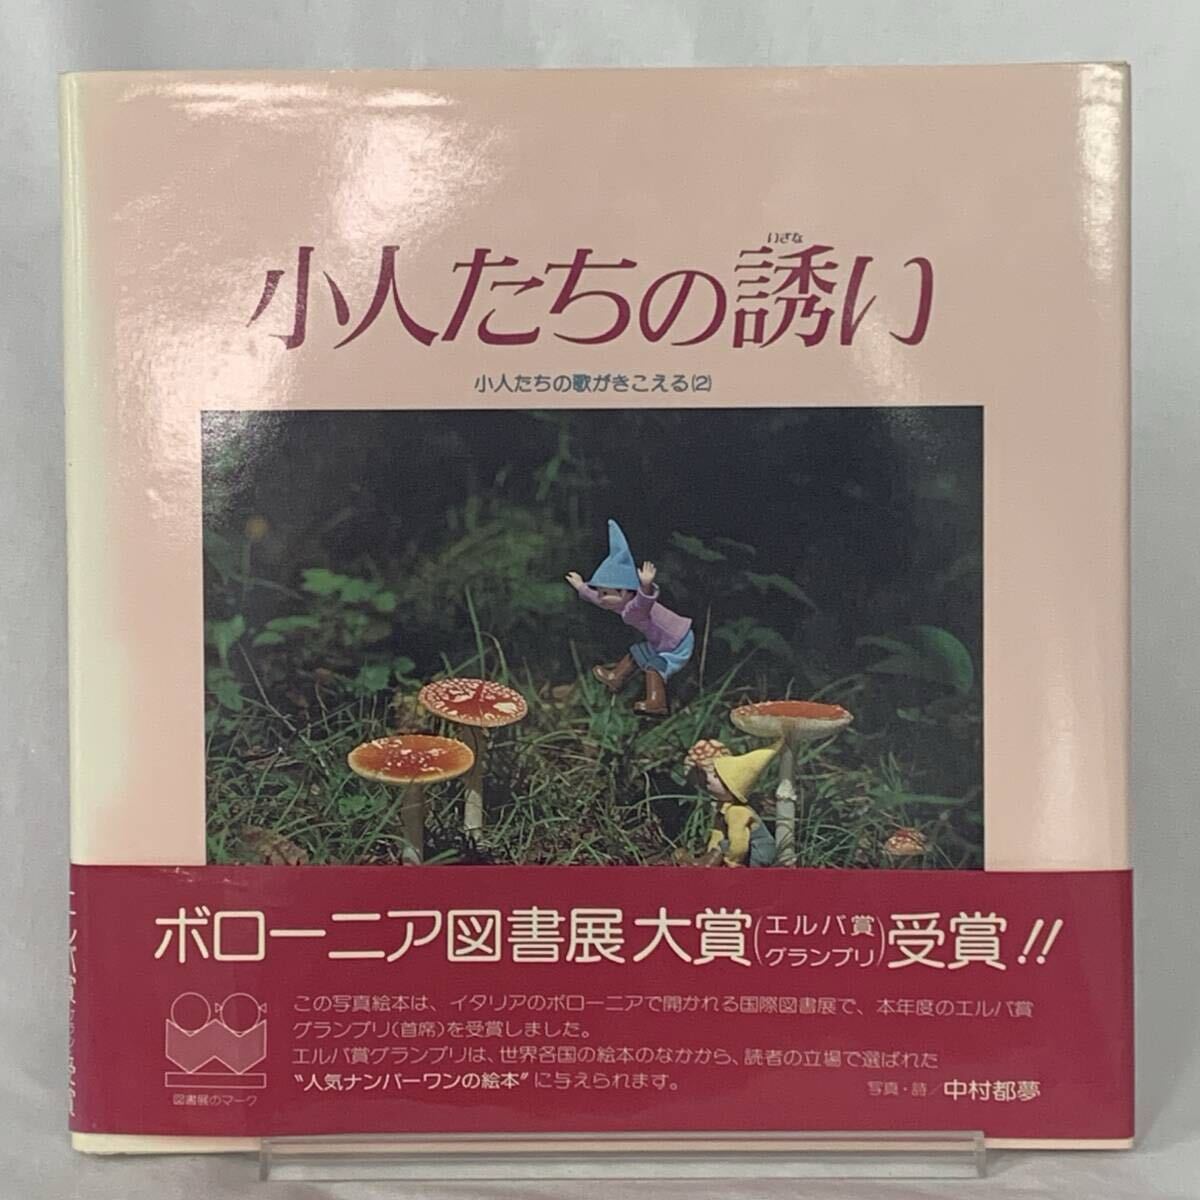 いざな
小人たちの誘い
小人たちの歌がきこえる(2)
ボローニア図書展大賞(エルバ賞グランプリ)受賞!!
この写真絵本は、イタリアのボローニアで開かれる国際図書展で、本年度のエルバ賞
グランプリ(首席)を受賞しました。
エルバ賞グランプリは、世界各国の絵本のなかから、読者の立場で選ばれた
“人気ナンバーワンの絵本”に与えられます。
図書展のマーク
写真・詩/中村都夢